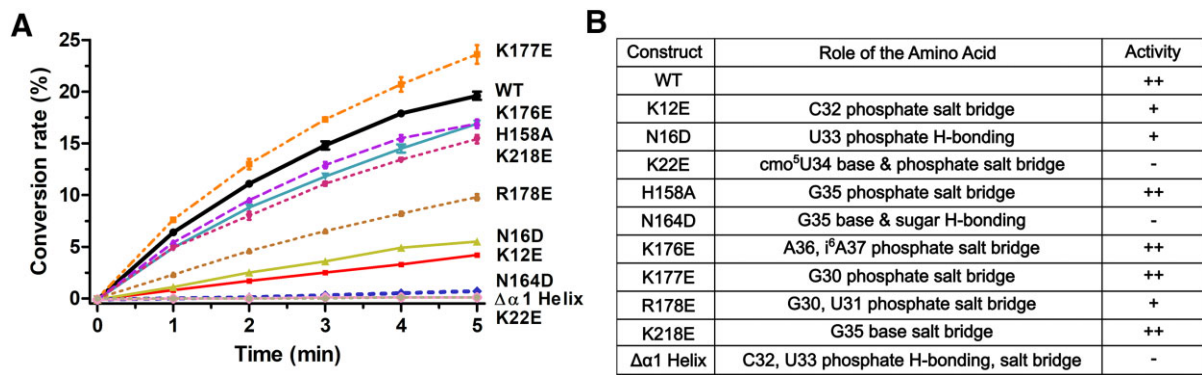 A
Conversion rate (%)
25
20
15
10
5
0
0 1 2 3 4 5
Time (min)
K177E
WT
K176E
H158A
K218E
R178E
N16D
K12E
N164D
Δα1 Helix
K22E
B
Construct Role of the Amino Acid Activity
WT ++
K12E C32 phosphate salt bridge +
N16D U33 phosphate H-bonding +
K22E cmo⁵U34 base & phosphate salt bridge -
H158A G35 phosphate salt bridge ++
N164D G35 base & sugar H-bonding -
K176E A36, i⁶A37 phosphate salt bridge ++
K177E G30 phosphate salt bridge ++
R178E G30, U31 phosphate salt bridge +
K218E G35 base salt bridge ++
Δα1 Helix C32, U33 phosphate H-bonding, salt bridge -